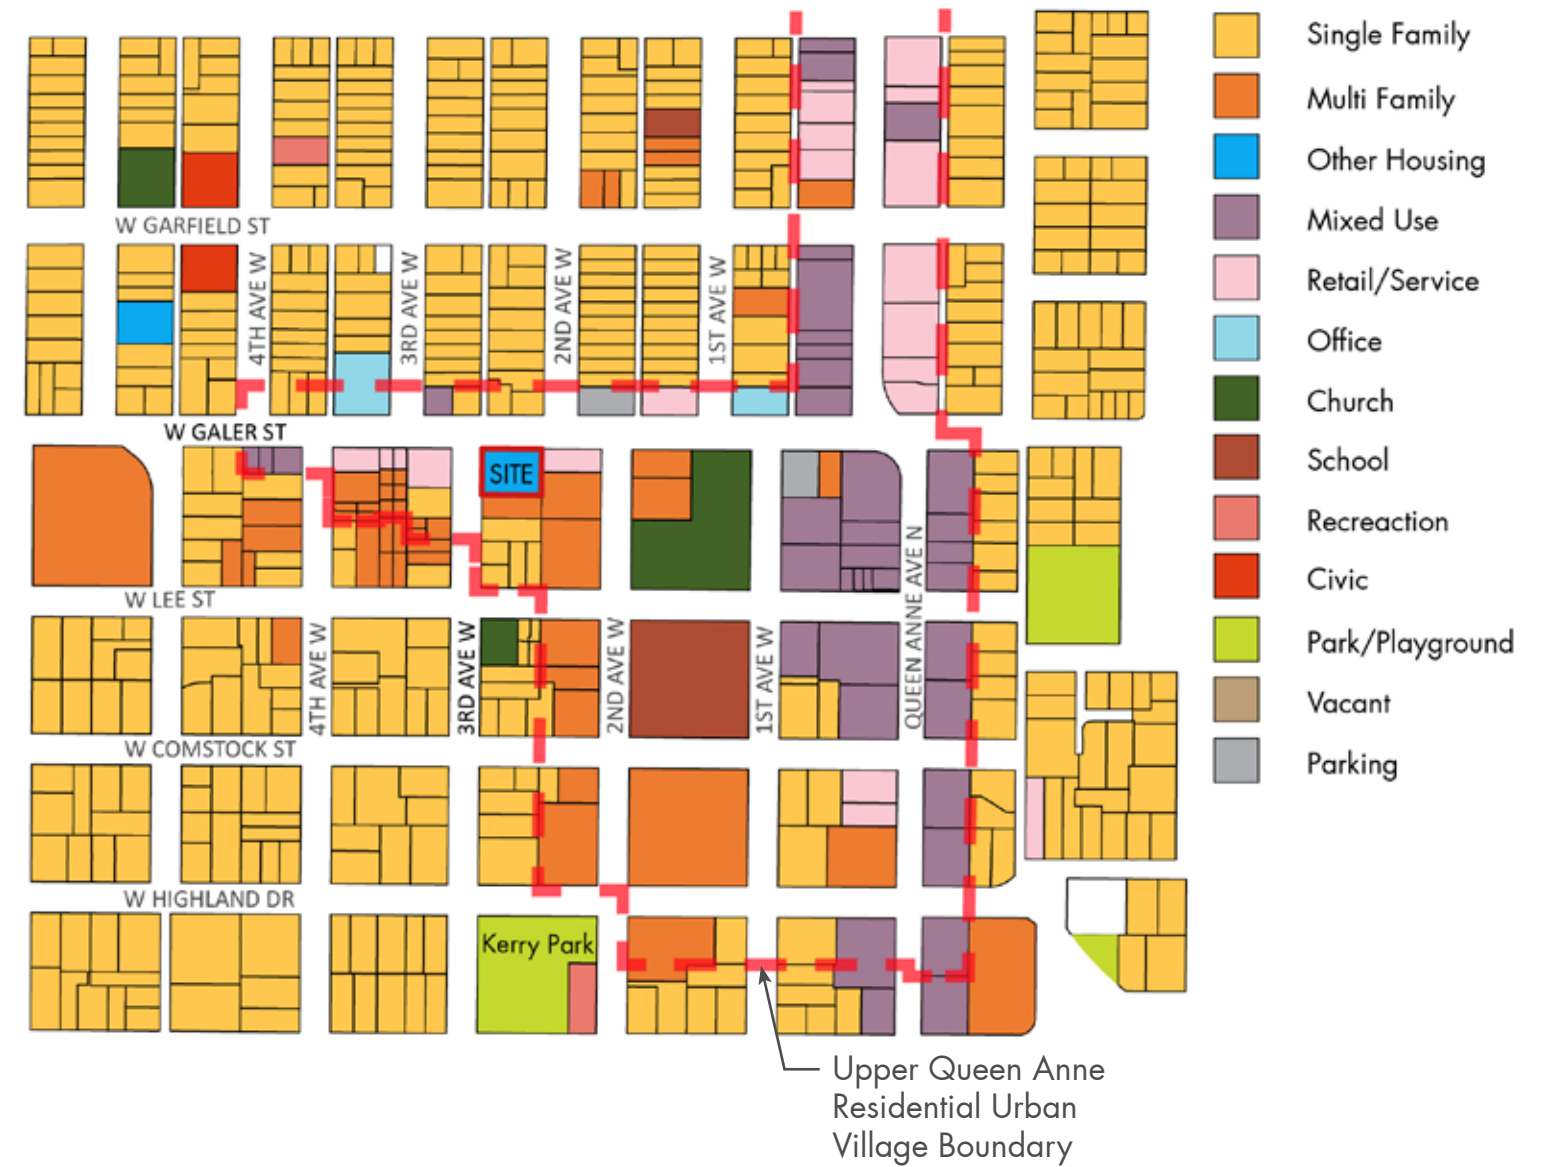 Single Family
Multi Family
Other Housing
Mixed Use
Retail/Service
Office
Church
School
Recreaction
Civic
Park/Playground
Vacant
Parking
W GARFIELD ST
4TH AVE W
3RD AVE W
2ND AVE W
1ST AVE W
W GALER ST
SITE
QUEEN ANNE AVE N
W LEE ST
4TH AVE W
3RD AVE W
2ND AVE W
1ST AVE W
W COMSTOCK ST
W HIGHLAND DR
Kerry Park
Upper Queen Anne
Residential Urban
Village Boundary